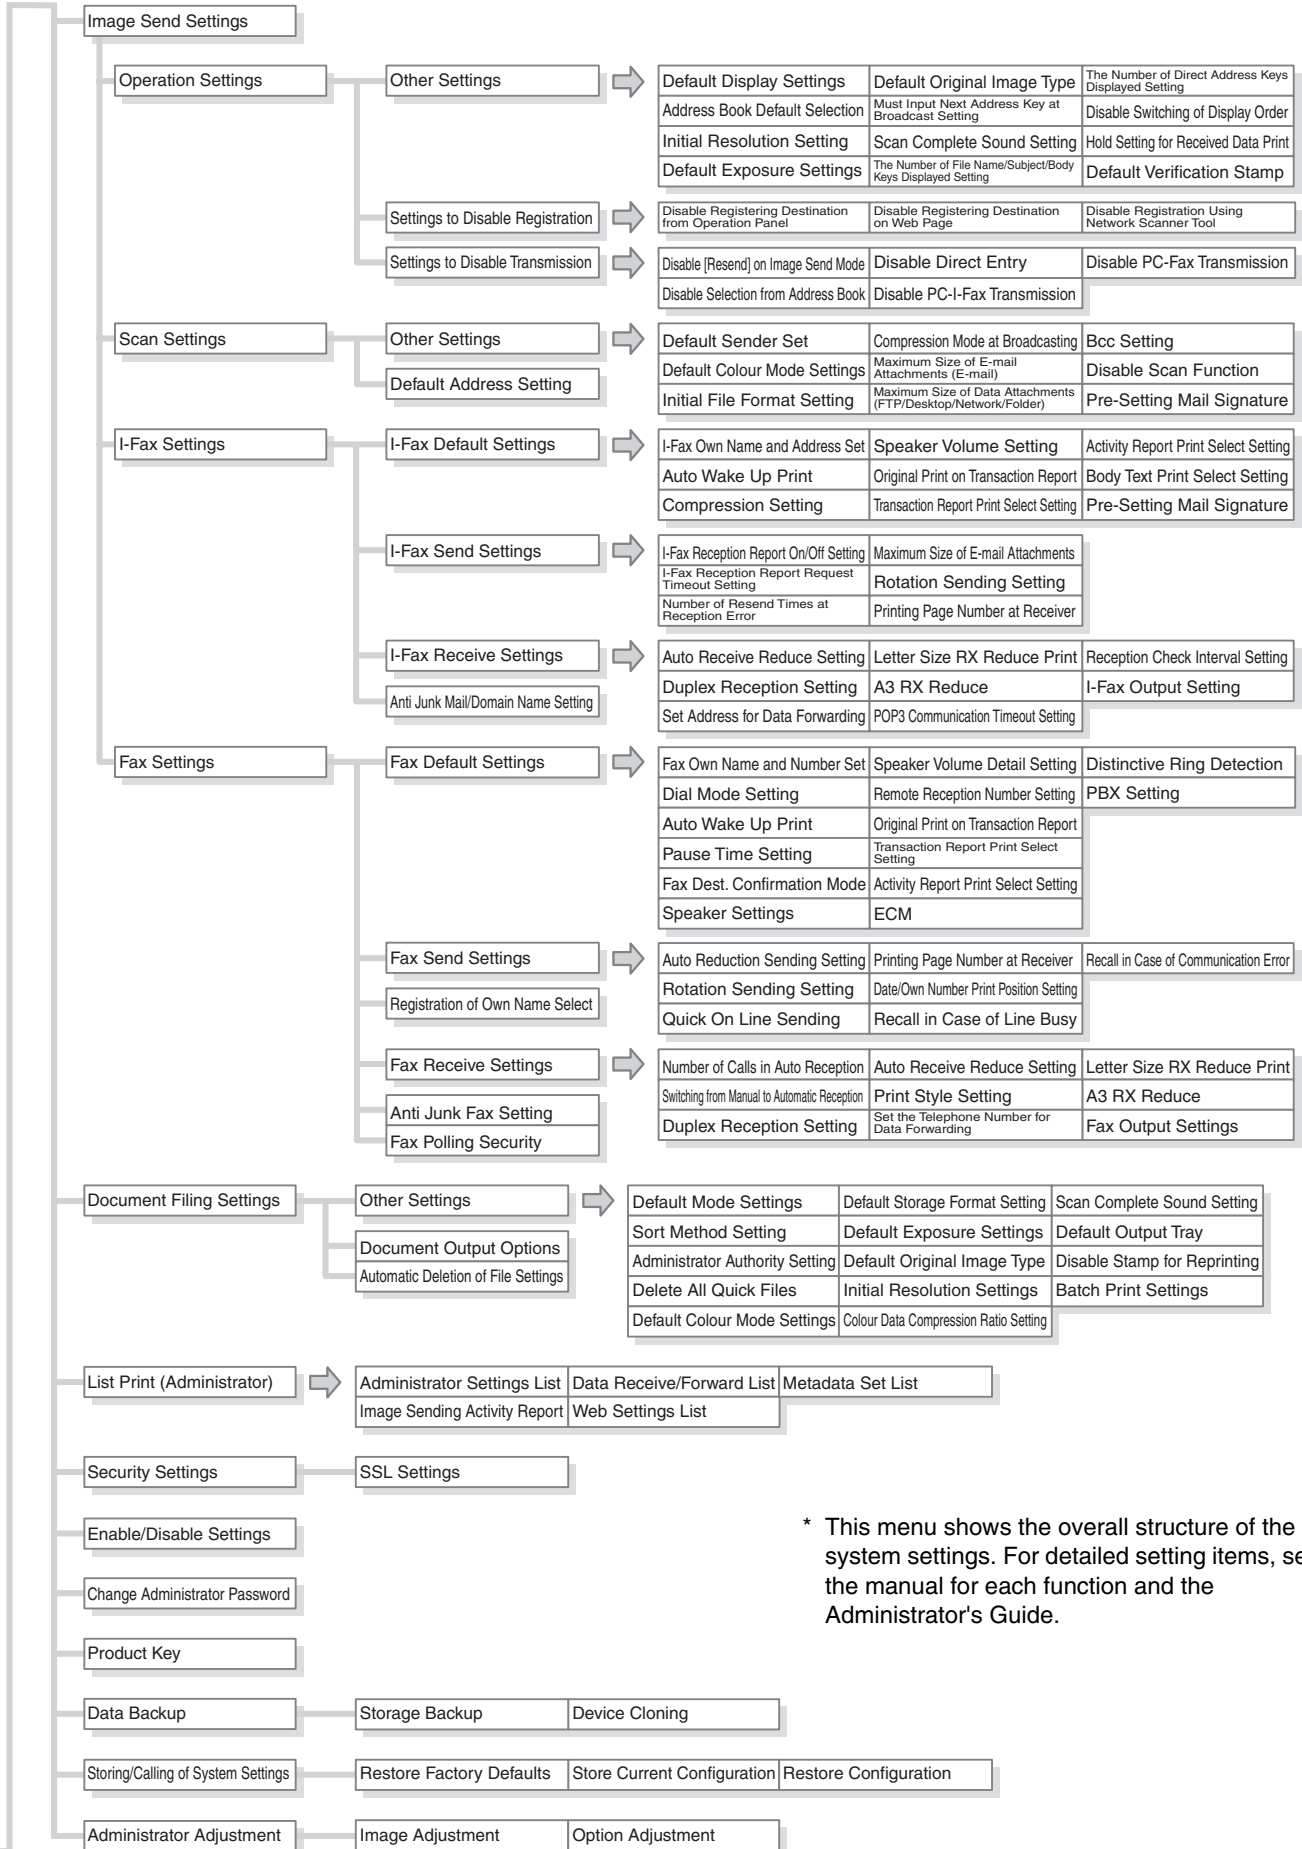 Image Send Settings
Operation Settings
Other Settings
Default Display Settings
Default Original Image Type
The Number of Direct Address Keys
Displayed Setting
Address Book Default Selection
Must Input Next Address Key at
Broadcast Setting
Disable Switching of Display Order
Initial Resolution Setting
Scan Complete Sound Setting
Hold Setting for Received Data Print
Default Exposure Settings
The Number of File Name/Subject/Body
Keys Displayed Setting
Default Verification Stamp
Settings to Disable Registration
Disable Registering Destination
from Operation Panel
Disable Registering Destination
on Web Page
Disable Registration Using
Network Scanner Tool
Settings to Disable Transmission
Disable [Resend] on Image Send Mode
Disable Direct Entry
Disable PC-Fax Transmission
Disable Selection from Address Book
Disable PC-I-Fax Transmission
Scan Settings
Other Settings
Default Sender Set
Compression Mode at Broadcasting
Bcc Setting
Default Address Setting
Default Colour Mode Settings
Maximum Size of E-mail
Attachments (E-mail)
Disable Scan Function
Initial File Format Setting
Maximum Size of Data Attachments
(FTP/Desktop/Network/Folder)
Pre-Setting Mail Signature
I-Fax Settings
I-Fax Default Settings
I-Fax Own Name and Address Set
Speaker Volume Setting
Activity Report Print Select Setting
Auto Wake Up Print
Original Print on Transaction Report
Body Text Print Select Setting
Compression Setting
Transaction Report Print Select Setting
Pre-Setting Mail Signature
I-Fax Send Settings
I-Fax Reception Report On/Off Setting
Maximum Size of E-mail Attachments
I-Fax Reception Report Request
Timeout Setting
Rotation Sending Setting
Number of Resend Times at
Reception Error
Printing Page Number at Receiver
I-Fax Receive Settings
Auto Receive Reduce Setting
Letter Size RX Reduce Print
Reception Check Interval Setting
Duplex Reception Setting
A3 RX Reduce
I-Fax Output Setting
Anti Junk Mail/Domain Name Setting
Set Address for Data Forwarding
POP3 Communication Timeout Setting
Fax Settings
Fax Default Settings
Fax Own Name and Number Set
Speaker Volume Detail Setting
Distinctive Ring Detection
Dial Mode Setting
Remote Reception Number Setting
PBX Setting
Auto Wake Up Print
Original Print on Transaction Report
Pause Time Setting
Transaction Report Print Select
Setting
Fax Dest. Confirmation Mode
Activity Report Print Select Setting
Speaker Settings
ECM
Fax Send Settings
Auto Reduction Sending Setting
Printing Page Number at Receiver
Recall in Case of Communication Error
Rotation Sending Setting
Date/Own Number Print Position Setting
Registration of Own Name Select
Quick On Line Sending
Recall in Case of Line Busy
Fax Receive Settings
Number of Calls in Auto Reception
Auto Receive Reduce Setting
Letter Size RX Reduce Print
Switching from Manual to Automatic Reception
Print Style Setting
A3 RX Reduce
Anti Junk Fax Setting
Duplex Reception Setting
Set the Telephone Number for
Data Forwarding
Fax Output Settings
Fax Polling Security
Document Filing Settings
Other Settings
Default Mode Settings
Default Storage Format Setting
Scan Complete Sound Setting
Sort Method Setting
Default Exposure Settings
Default Output Tray
Document Output Options
Administrator Authority Setting
Default Original Image Type
Disable Stamp for Reprinting
Automatic Deletion of File Settings
Delete All Quick Files
Initial Resolution Settings
Batch Print Settings
Default Colour Mode Settings
Colour Data Compression Ratio Setting
List Print (Administrator)
Administrator Settings List
Data Receive/Forward List
Metadata Set List
Image Sending Activity Report
Web Settings List
Security Settings
SSL Settings
Enable/Disable Settings
* This menu shows the overall structure of the
system settings. For detailed setting items, se
the manual for each function and the
Administrator's Guide.
Change Administrator Password
Product Key
Data Backup
Storage Backup
Device Cloning
Storing/Calling of System Settings
Restore Factory Defaults
Store Current Configuration
Restore Configuration
Administrator Adjustment
Image Adjustment
Option Adjustment